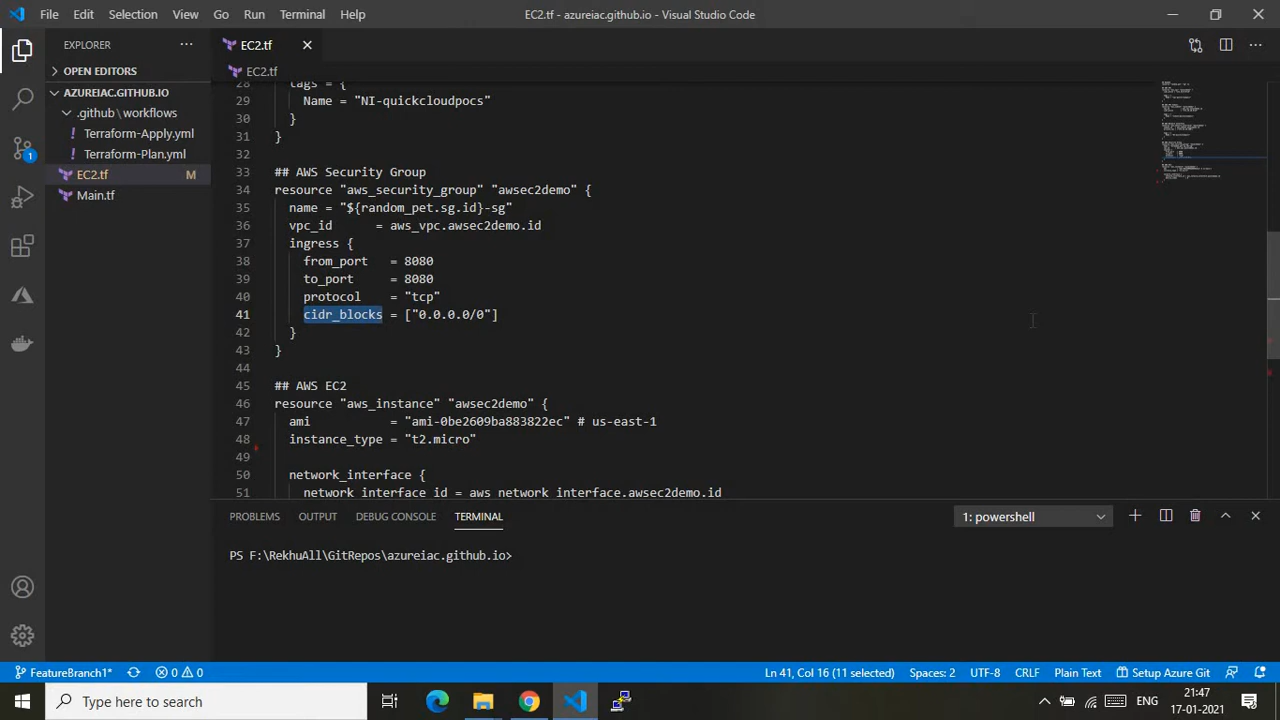 File Edit Selection View Go Run Terminal Help
EC2.tf - azureiac.github.io - Visual Studio Code
EXPLORER
OPEN EDITORS
AZUREIAC.GITHUB.IO
.github\workflows
! Terraform-Apply.yml
! Terraform-Plan.yml
EC2.tf M
Main.tf
1
EC2.tf
EC2.tf
28 tags = {
29 Name = "NI-quickcloudpocs"
30 }
31 }
32
33 ## AWS Security Group
34 resource "aws_security_group" "awsec2demo" {
35 name = "${random_pet.sg.id}-sg"
36 vpc_id = aws_vpc.awsec2demo.id
37 ingress {
38 from_port = 8080
39 to_port = 8080
40 protocol = "tcp"
41 cidr_blocks = ["0.0.0.0/0"]
42 }
43 }
44
45 ## AWS EC2
46 resource "aws_instance" "awsec2demo" {
47 ami = "ami-0be2609ba883822ec" # us-east-1
48 instance_type = "t2.micro"
49
50 network_interface {
51 network_interface_id = aws_network_interface.awsec2demo.id
PROBLEMS OUTPUT DEBUG CONSOLE TERMINAL
1: powershell
PS F:\RekhuAll\GitRepos\azureiac.github.io>
FeatureBranch1* 0 0
Ln 41, Col 16 (11 selected) Spaces: 2 UTF-8 CRLF Plain Text Setup Azure Git
Type here to search
ENG
21:47
17-01-2021